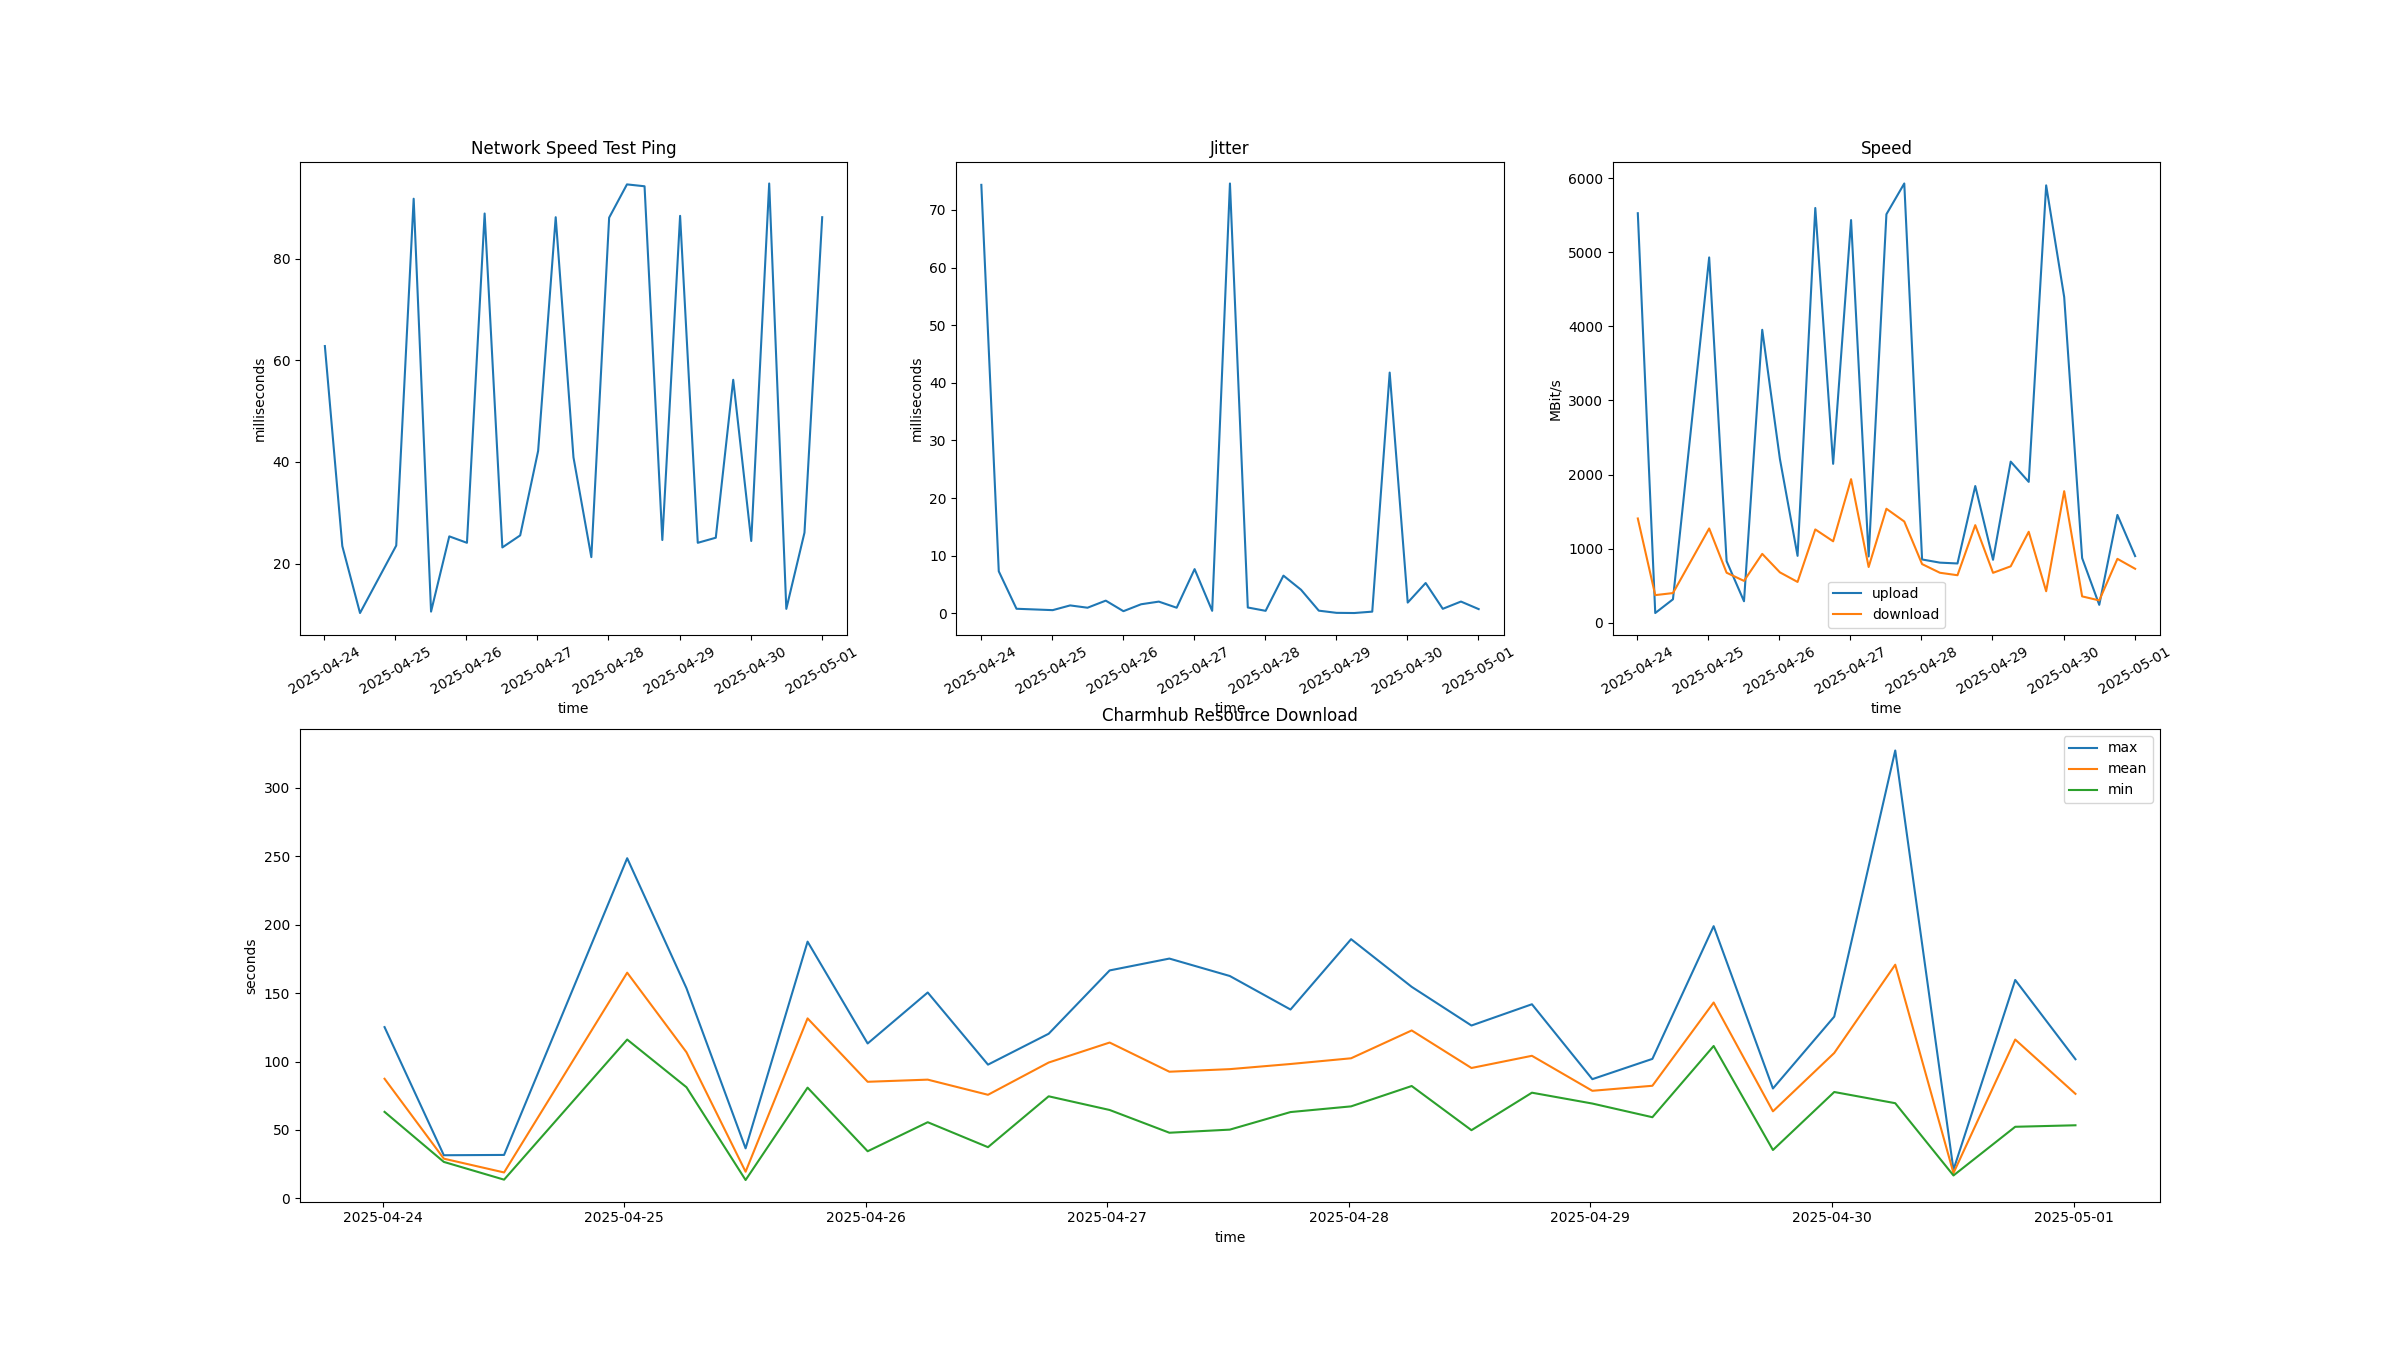 Network Speed Test Ping
milliseconds
80
60
40
20
2025-04-24 2025-04-25 2025-04-26 2025-04-27 2025-04-28 2025-04-29 2025-04-30 2025-05-01
time
Jitter
milliseconds
70
60
50
40
30
20
10
0
2025-04-24 2025-04-25 2025-04-26 2025-04-27 2025-04-28 2025-04-29 2025-04-30 2025-05-01
time
Speed
MBit/s
6000
5000
4000
3000
2000
1000
0
upload
download
2025-04-24 2025-04-25 2025-04-26 2025-04-27 2025-04-28 2025-04-29 2025-04-30 2025-05-01
time
Charmhub Resource Download
seconds
300
250
200
150
100
50
0
max
mean
min
2025-04-24 2025-04-25 2025-04-26 2025-04-27 2025-04-28 2025-04-29 2025-04-30 2025-05-01
time